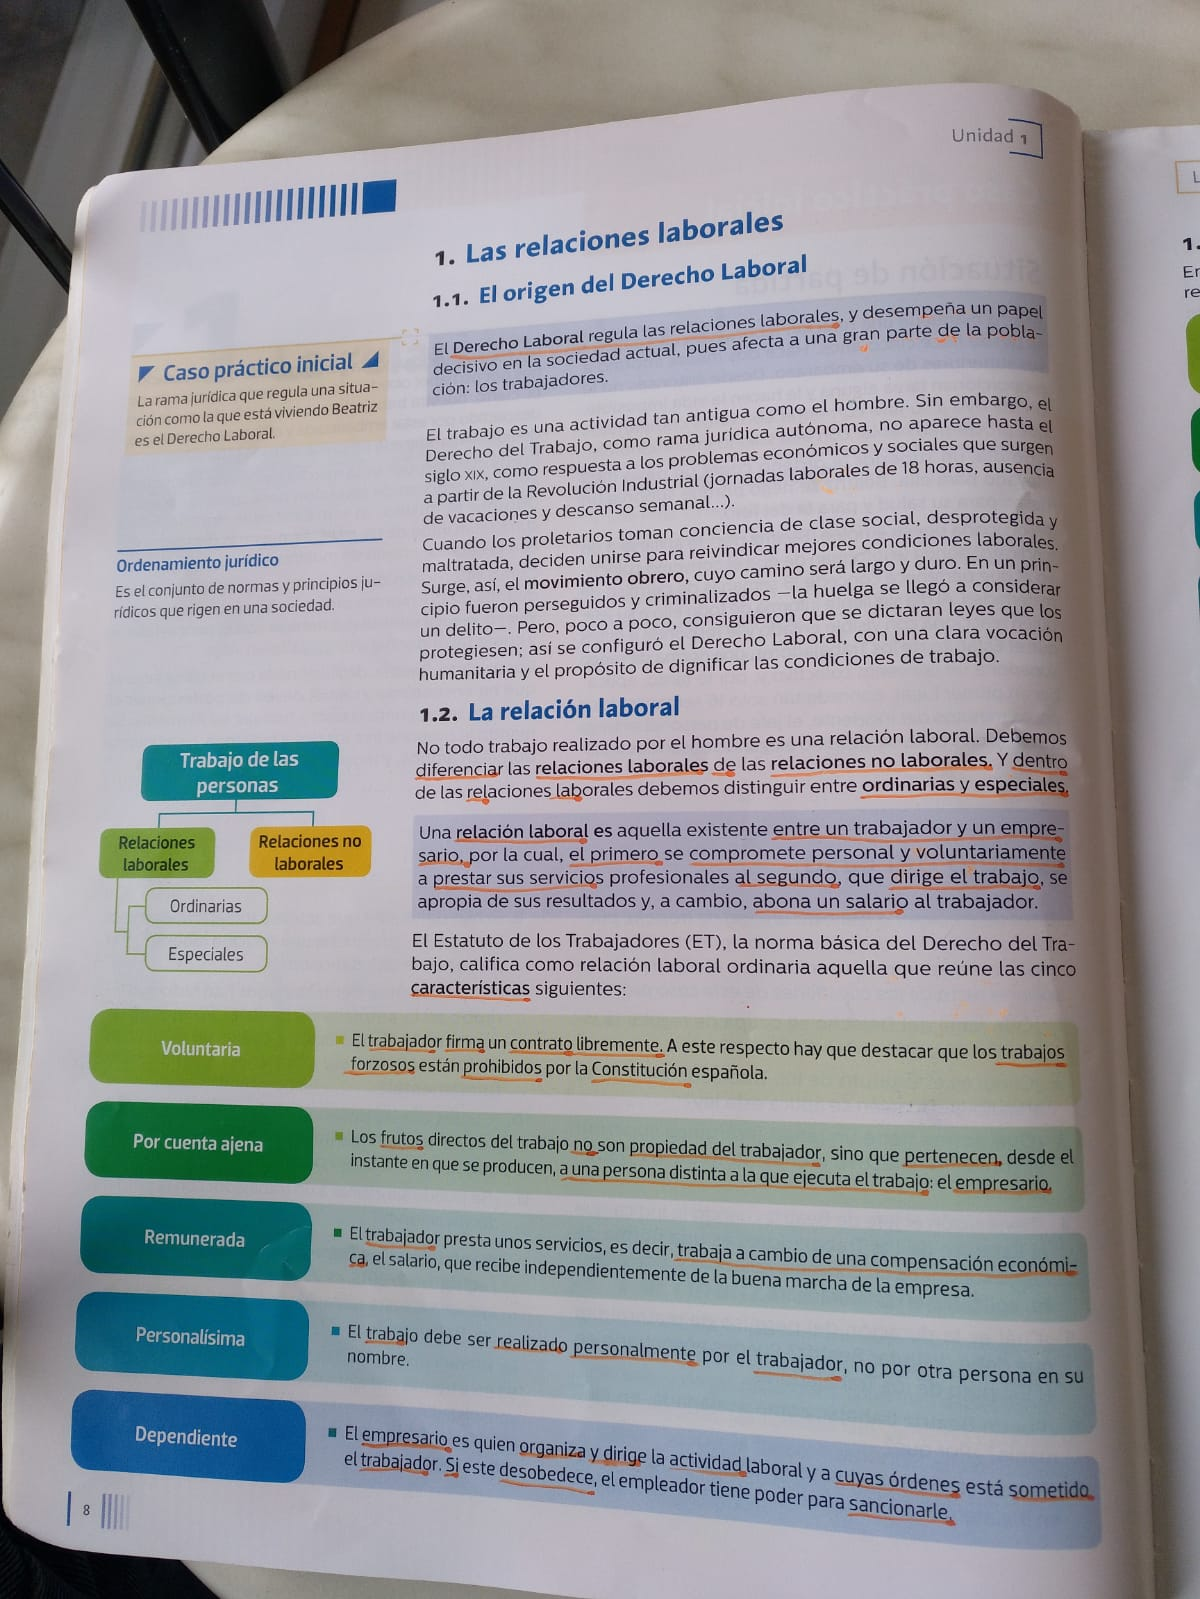 Unidad 1
1. Las relaciones laborales
1.1. El origen del Derecho Laboral
El Derecho Laboral regula las relaciones laborales, y desempeña un papel
decisivo en la sociedad actual, pues afecta a una gran parte de la pobla-
ción: los trabajadores.
Caso práctico inicial
La rama jurídica que regula una situa-
ción como la que está viviendo Beatriz
es el Derecho Laboral.
El trabajo es una actividad tan antigua como el hombre. Sin embargo, el
Derecho del Trabajo, como rama jurídica autónoma, no aparece hasta el
siglo XIX, como respuesta a los problemas económicos y sociales que surgen
a partir de la Revolución Industrial (jornadas laborales de 18 horas, ausencia
de vacaciones y descanso semanal...).
Cuando los proletarios toman conciencia de clase social, desprotegida y
maltratada, deciden unirse para reivindicar mejores condiciones laborales.
Surge, así, el movimiento obrero, cuyo camino será largo y duro. En un prin-
cipio fueron perseguidos y criminalizados —la huelga se llegó a considerar
un delito—. Pero, poco a poco, consiguieron que se dictaran leyes que los
protegiesen; así se configuró el Derecho Laboral, con una clara vocación
humanitaria y el propósito de dignificar las condiciones de trabajo.
Ordenamiento jurídico
Es el conjunto de normas y principios ju-
rídicos que rigen en una sociedad.
1.2. La relación laboral
No todo trabajo realizado por el hombre es una relación laboral. Debemos
diferenciar las relaciones laborales de las relaciones no laborales. Y dentro
de las relaciones laborales debemos distinguir entre ordinarias y especiales.
Una relación laboral es aquella existente entre un trabajador y un empre-
sario, por la cual, el primero se compromete personal y voluntariamente
a prestar sus servicios profesionales al segundo, que dirige el trabajo, se
apropia de sus resultados y, a cambio, abona un salario al trabajador.
El Estatuto de los Trabajadores (ET), la norma básica del Derecho del Tra-
bajo, califica como relación laboral ordinaria aquella que reúne las cinco
características siguientes:
Trabajo de las
personas
Relaciones
laborales
Relaciones no
laborales
Ordinarias
Especiales
Voluntaria
El trabajador firma un contrato libremente. A este respecto hay que destacar que los trabajos
forzosos están prohibidos por la Constitución española.
Por cuenta ajena
Los frutos directos del trabajo no son propiedad del trabajador, sino que pertenecen, desde el
instante en que se producen, a una persona distinta a la que ejecuta el trabajo: el empresario.
Remunerada
El trabajador presta unos servicios, es decir, trabaja a cambio de una compensación económi-
ca, el salario, que recibe independientemente de la buena marcha de la empresa.
Personalísima
El trabajo debe ser realizado personalmente por el trabajador, no por otra persona en su
nombre.
Dependiente
El empresario es quien organiza y dirige la actividad laboral y a cuyas órdenes está sometido
el trabajador. Si este desobedece, el empleador tiene poder para sancionarle.
8
L
1.
En
re